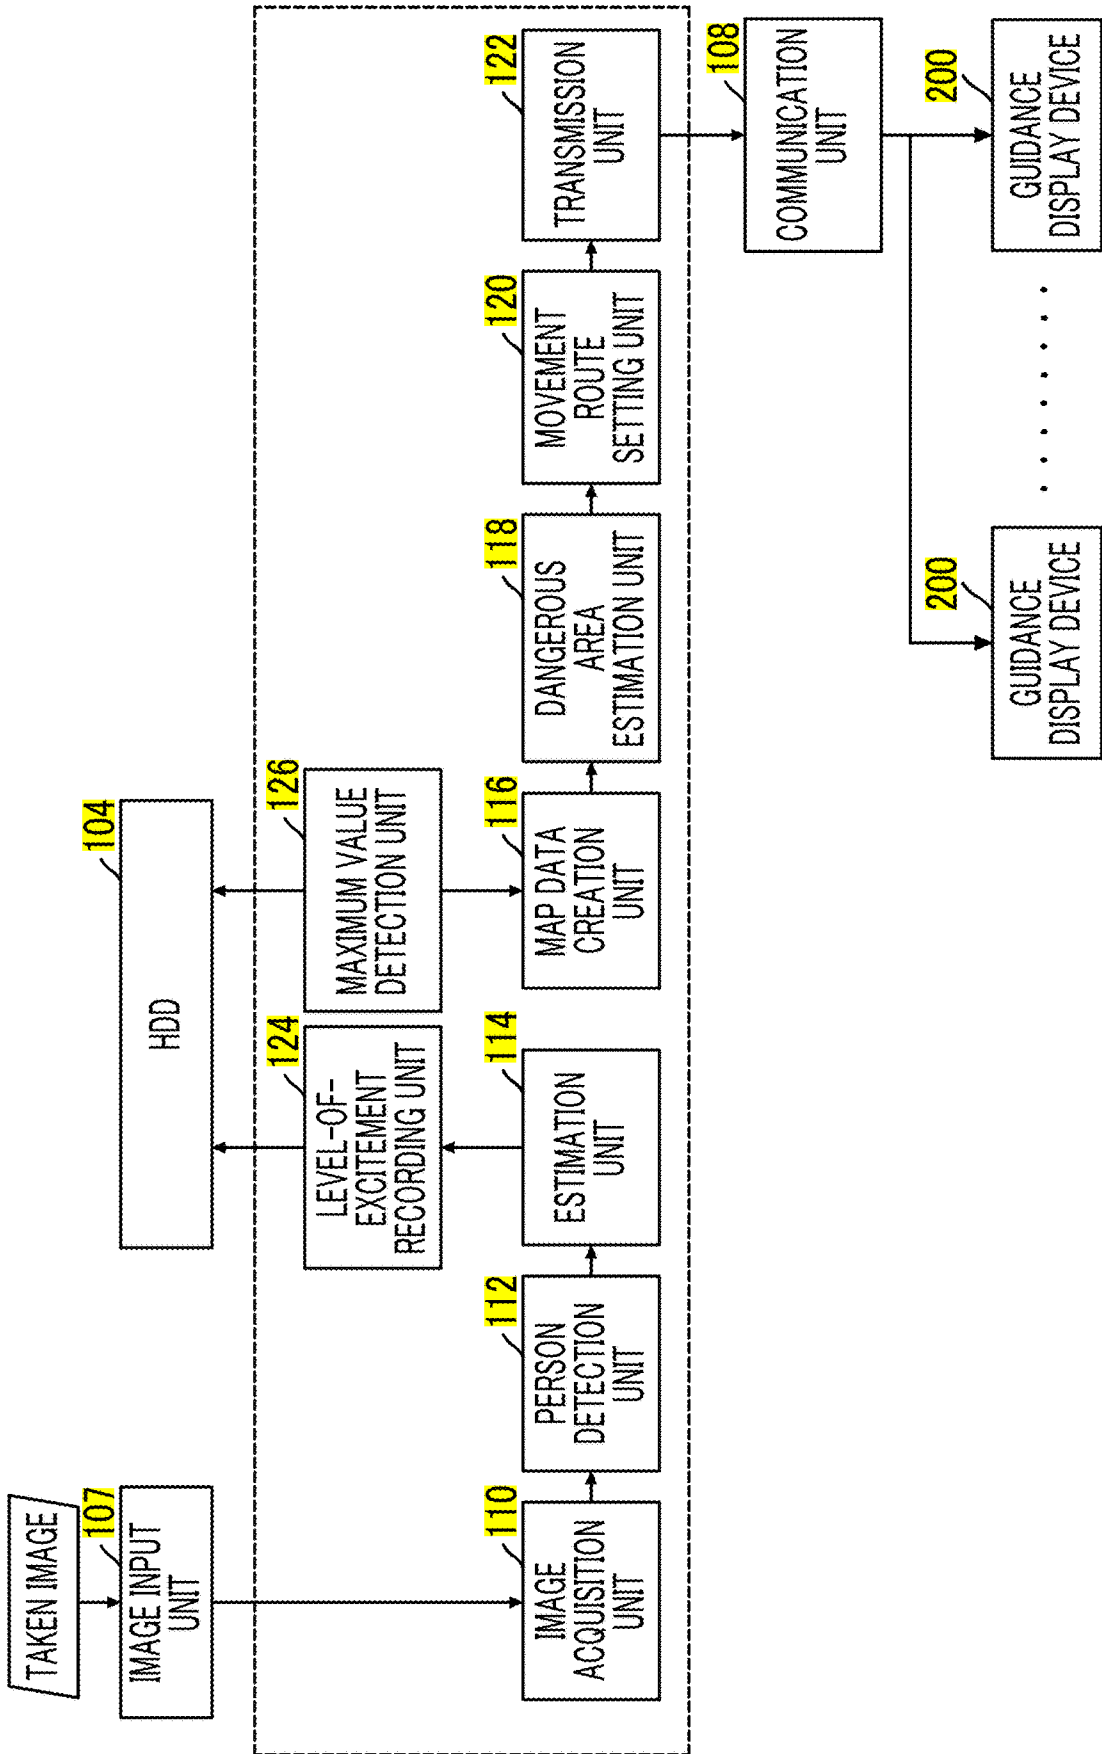 TAKEN IMAGE
107
IMAGE INPUT
UNIT
104
HDD
124
LEVEL-OF-
EXCITEMENT
RECORDING UNIT
126
MAXIMUM VALUE
DETECTION UNIT
110
IMAGE
ACQUISITION
UNIT
112
PERSON
DETECTION
UNIT
114
ESTIMATION
UNIT
116
MAP DATA
CREATION
UNIT
118
DANGEROUS
AREA
ESTIMATION UNIT
120
MOVEMENT
ROUTE
SETTING UNIT
122
TRANSMISSION
UNIT
108
COMMUNICATION
UNIT
200
GUIDANCE
DISPLAY DEVICE
200
GUIDANCE
DISPLAY DEVICE